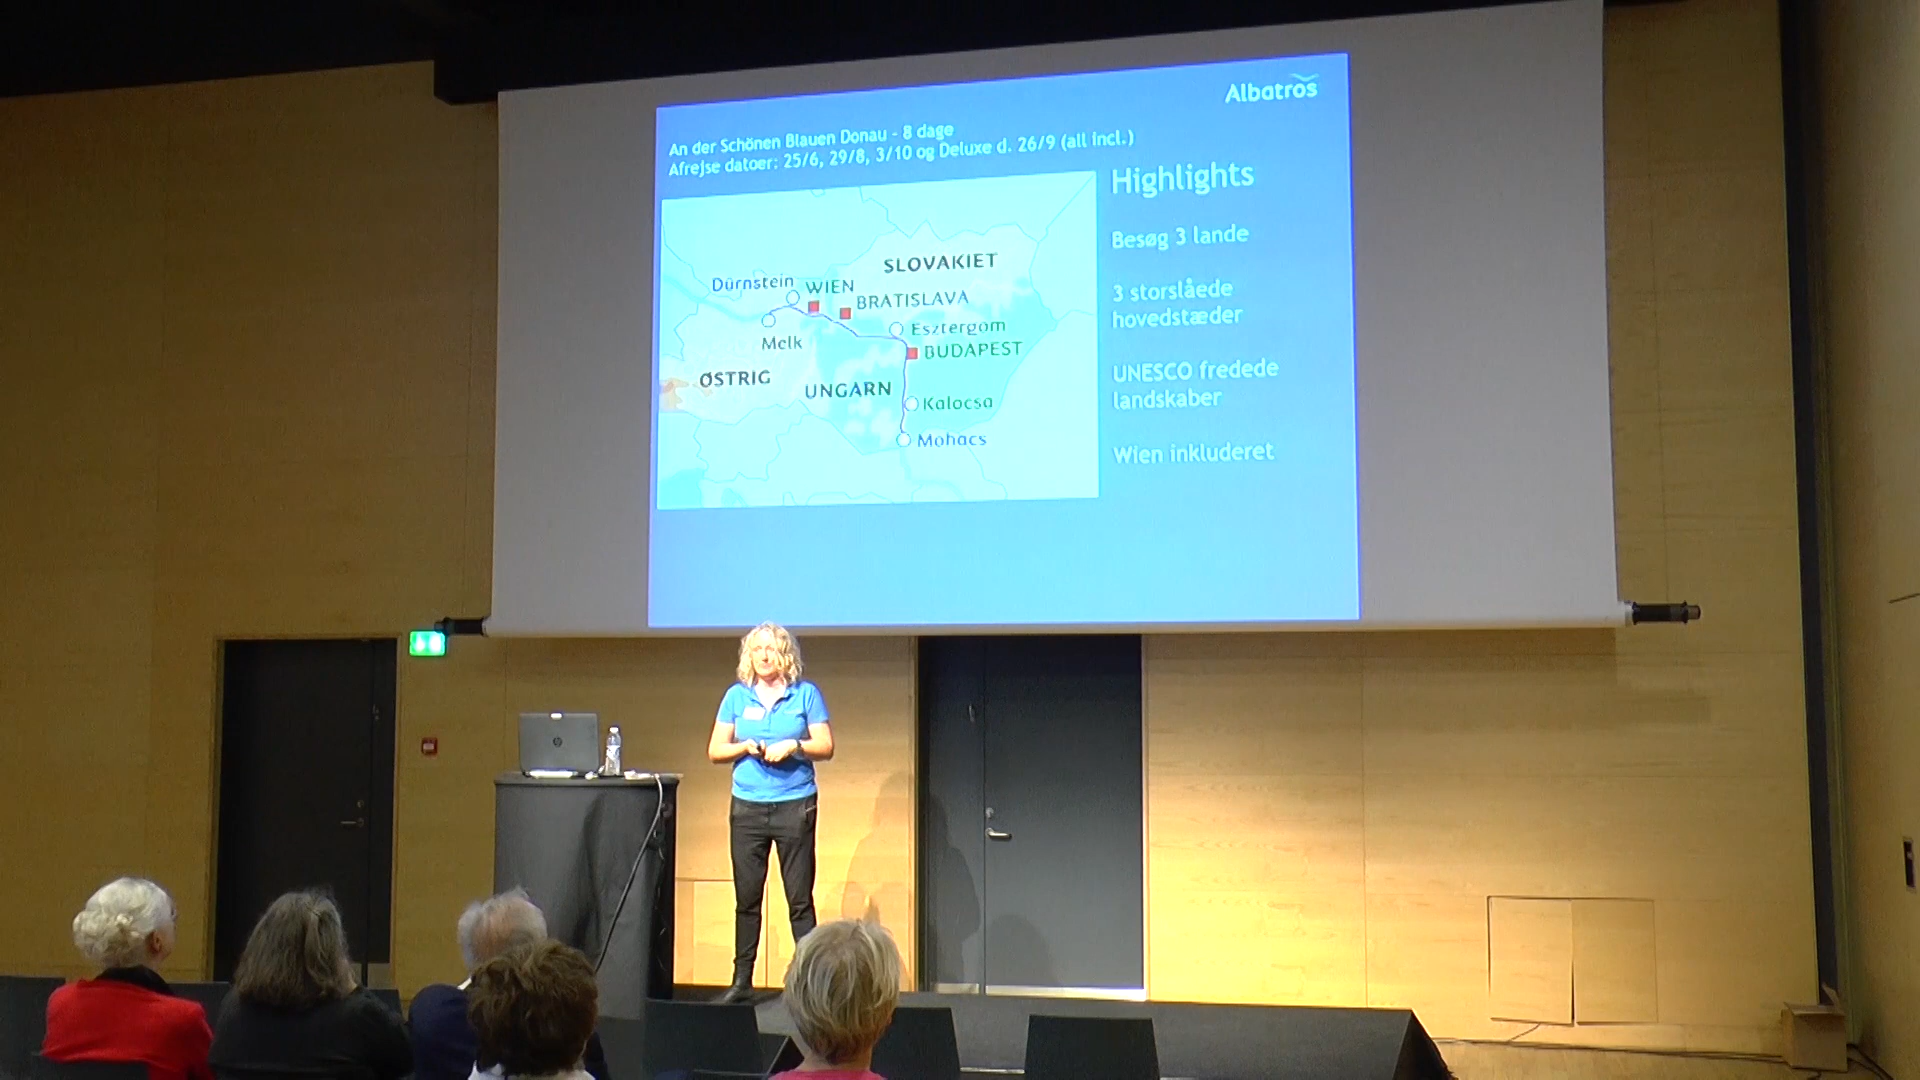 Albatros
An der Schönen Blauen Donau - 8 dage
Afrejse datoer: 25/6, 29/8, 3/10 og Deluxe d. 26/9 (all incl.)
Highlights
Besøg 3 lande
3 storslåede
hovedstæder
UNESCO fredede
landskaber
Wien inkluderet
SLOVAKIET
Dürnstein
WIEN
BRATISLAVA
Esztergom
Melk
BUDAPEST
ØSTRIG
UNGARN
Kalocsa
Mohacs
hp